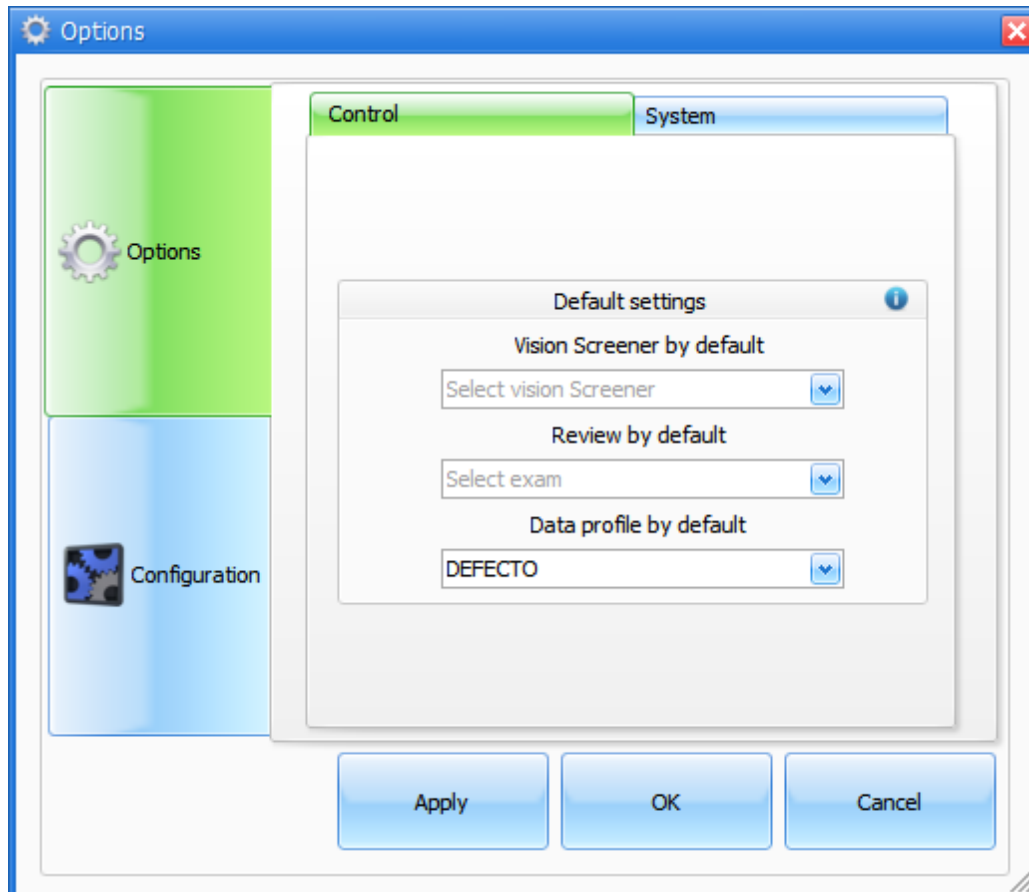 Options
Control
System
Options
Default settings
Vision Screener by default
Select vision Screener
Review by default
Select exam
Data profile by default
DEFECTO
Configuration
Apply
OK
Cancel